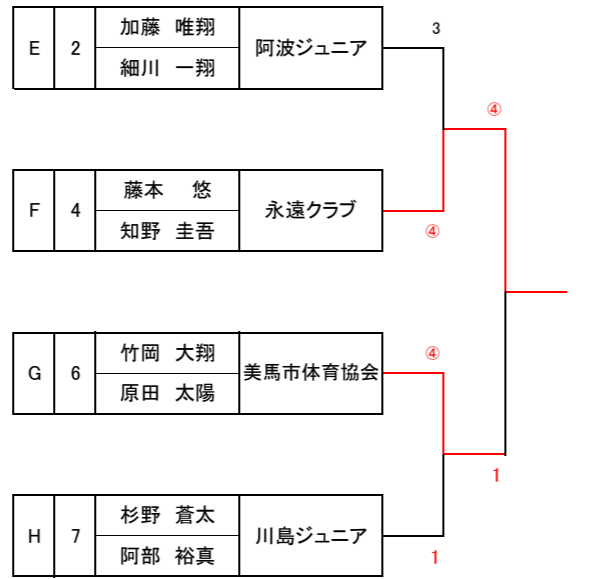 加藤 唯翔
E 2 阿波ジュニア 3
細川 一翔
④
藤本 悠
F 4 永遠クラブ
知野 圭吾 ④
竹岡 大翔 ④
G 6 美馬市体育協会
原田 太陽
1
杉野 蒼太
H 7 川島ジュニア
阿部 裕真 1